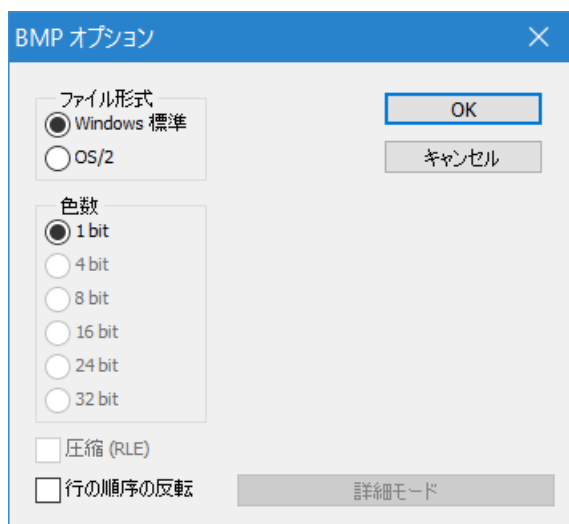 BMP オプション
ファイル形式
Windows 標準
OS/2
OK
キャンセル
色数
1 bit
4 bit
8 bit
16 bit
24 bit
32 bit
圧縮 (RLE)
行の順序の反転
詳細モード